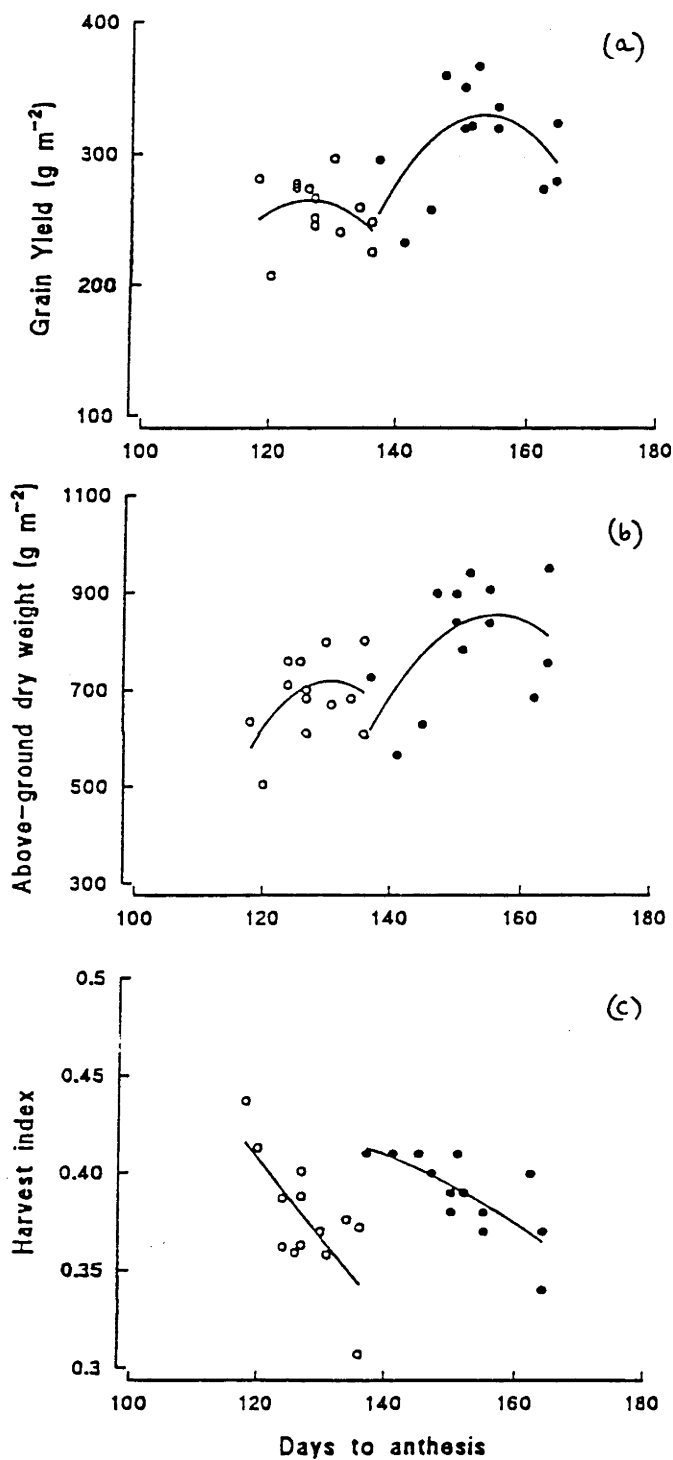 (a)
Grain Yield (g m⁻²)
400
300
200
100
100 120 140 160 180
(b)
Above-ground dry weight (g m⁻²)
1100
900
700
500
300
100 120 140 160 180
(c)
Harvest index
0.5
0.45
0.40
0.35
0.3
100 120 140 160 180
Days to anthesis